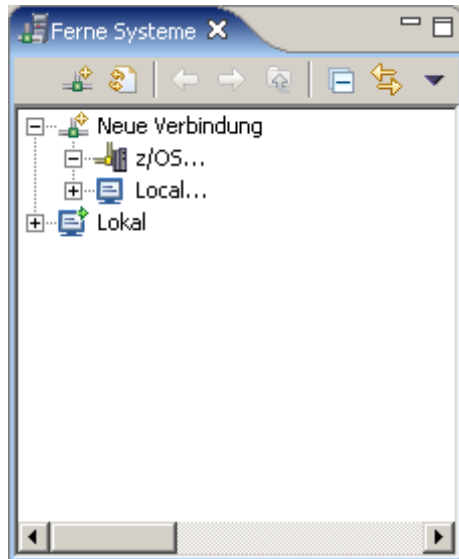 Ferne Systeme
Neue Verbindung
z/OS...
Local...
Lokal